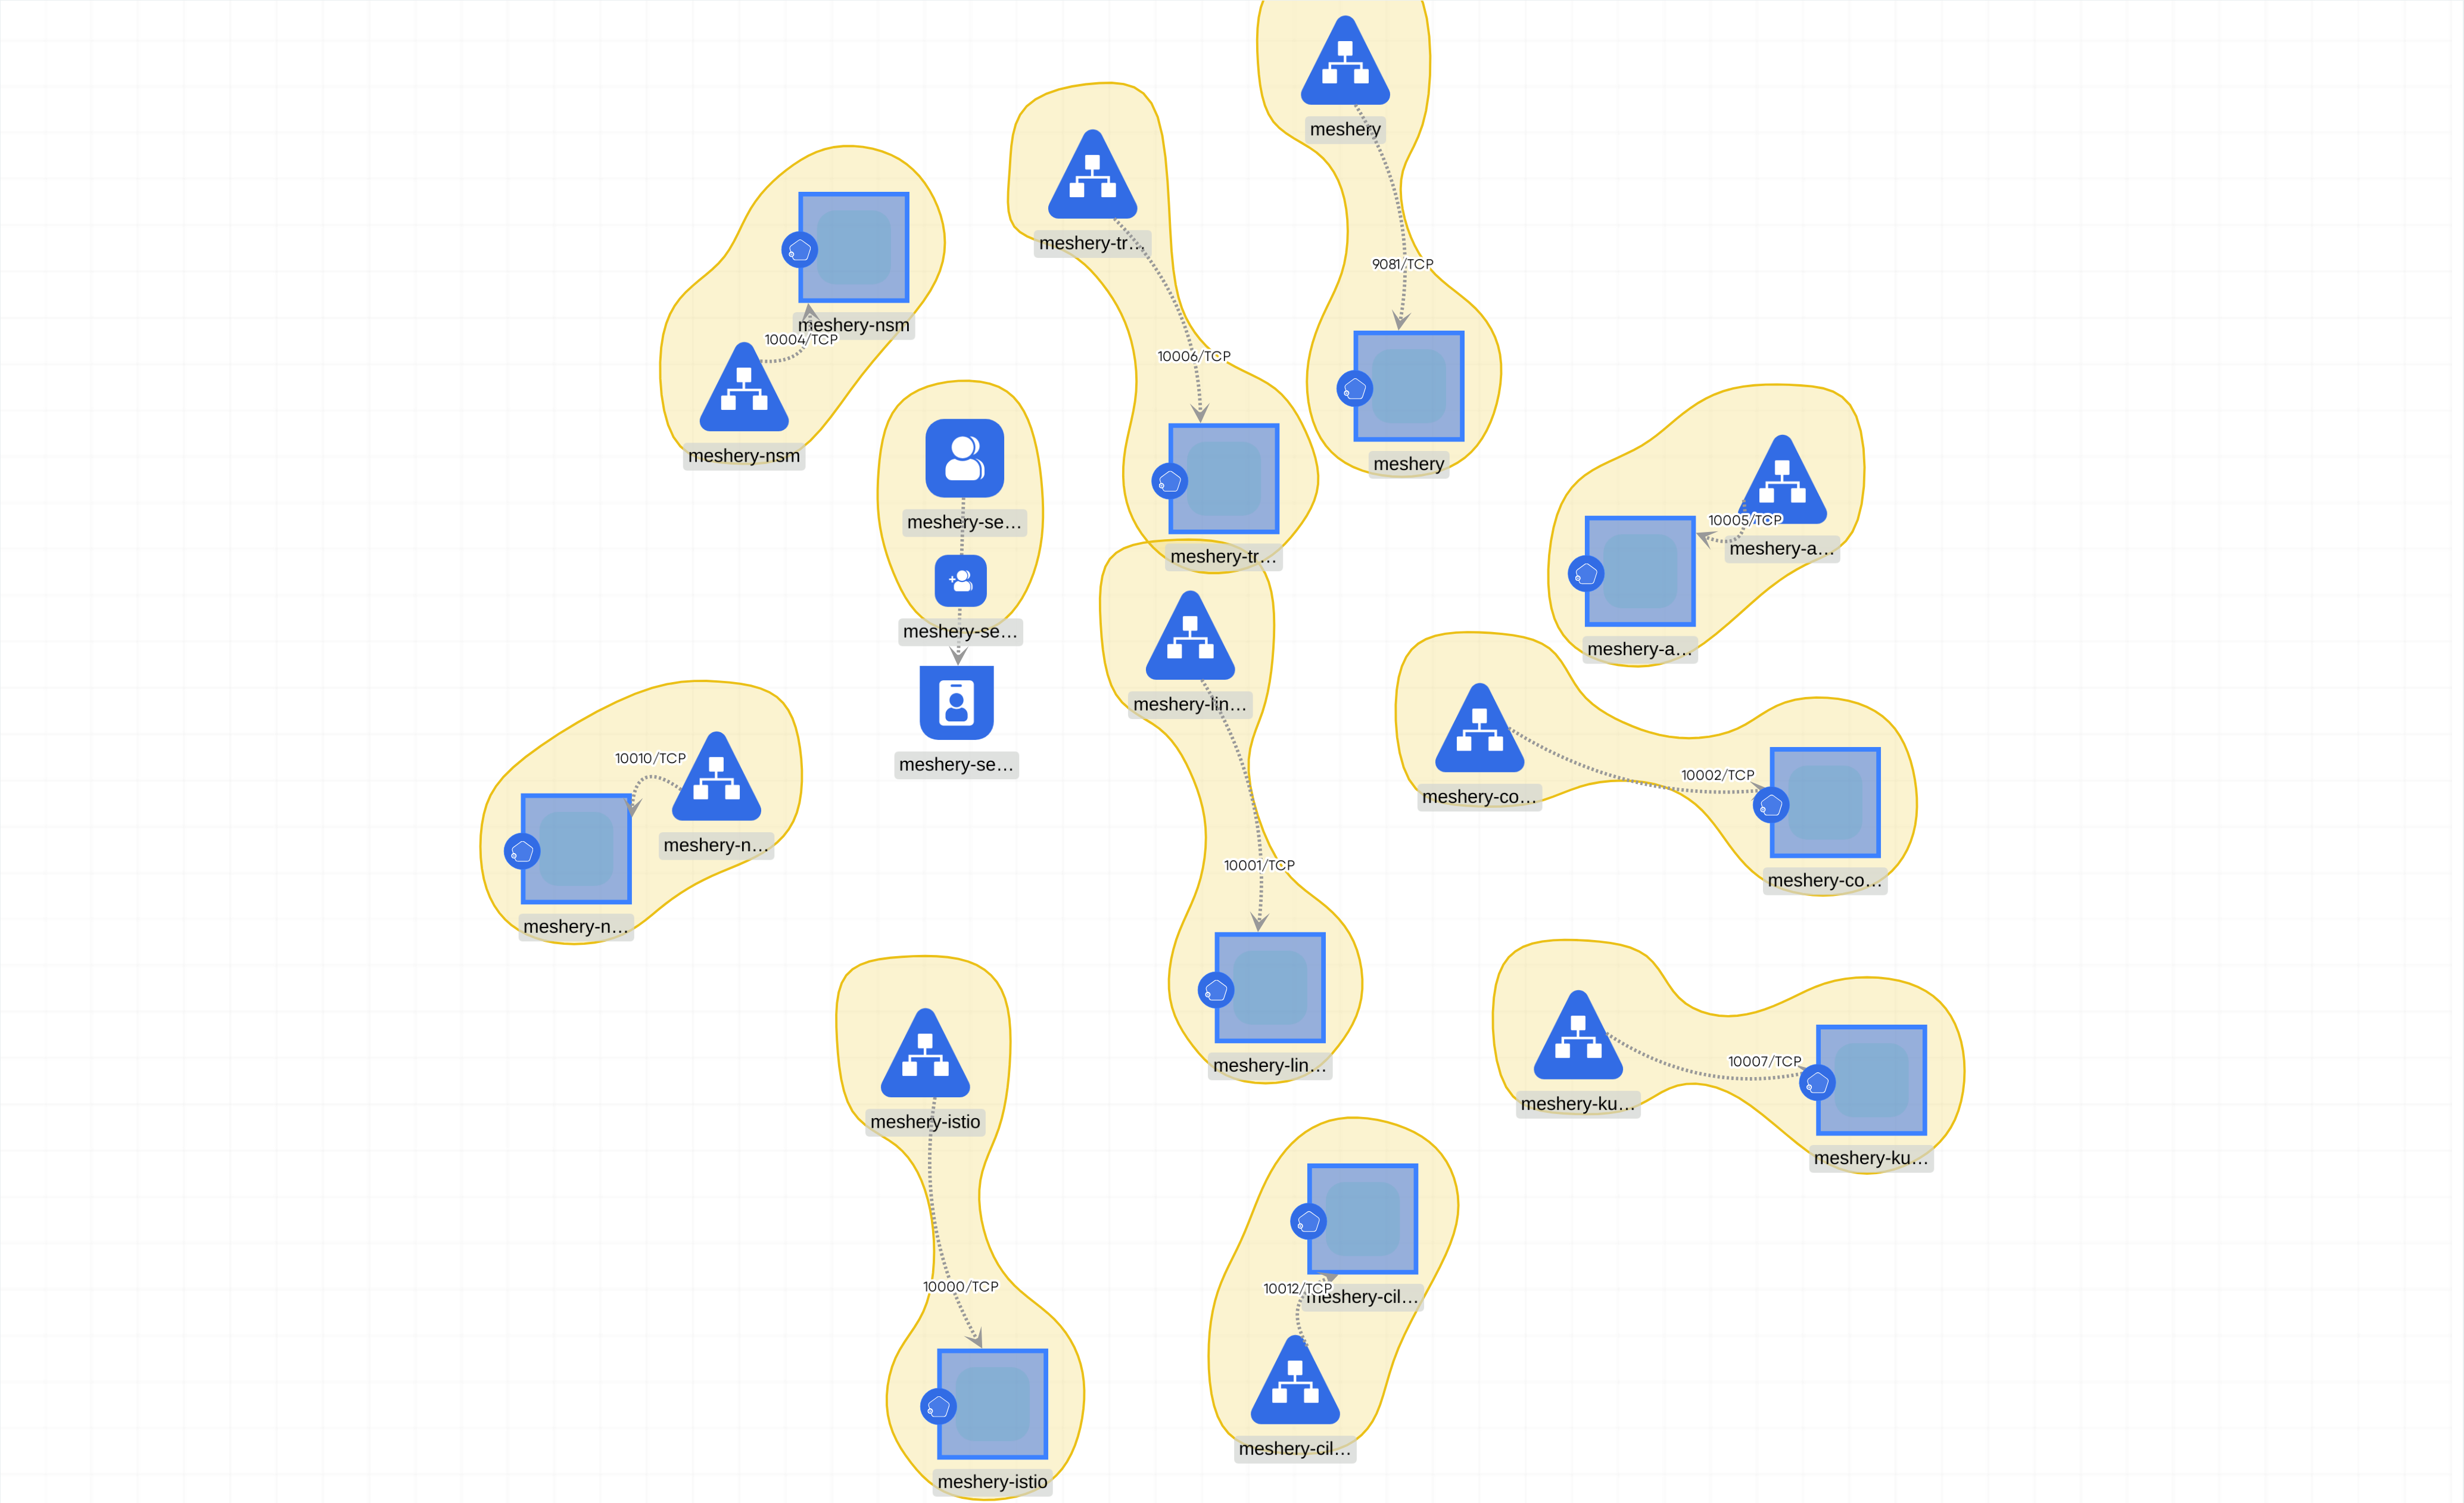 meshery
9081/TCP
meshery
meshery-tr…
10006/TCP
meshery-tr…
meshery-nsm
10004/TCP
meshery-nsm
meshery-se…
meshery-se…
meshery-se…
10005/TCP
meshery-a…
meshery-a…
meshery-lin…
10001/TCP
meshery-lin…
meshery-co…
10002/TCP
meshery-co…
10010/TCP
meshery-n…
meshery-n…
meshery-ku…
10007/TCP
meshery-ku…
meshery-istio
10000/TCP
meshery-istio
10012/TCP
meshery-cil…
meshery-cil…